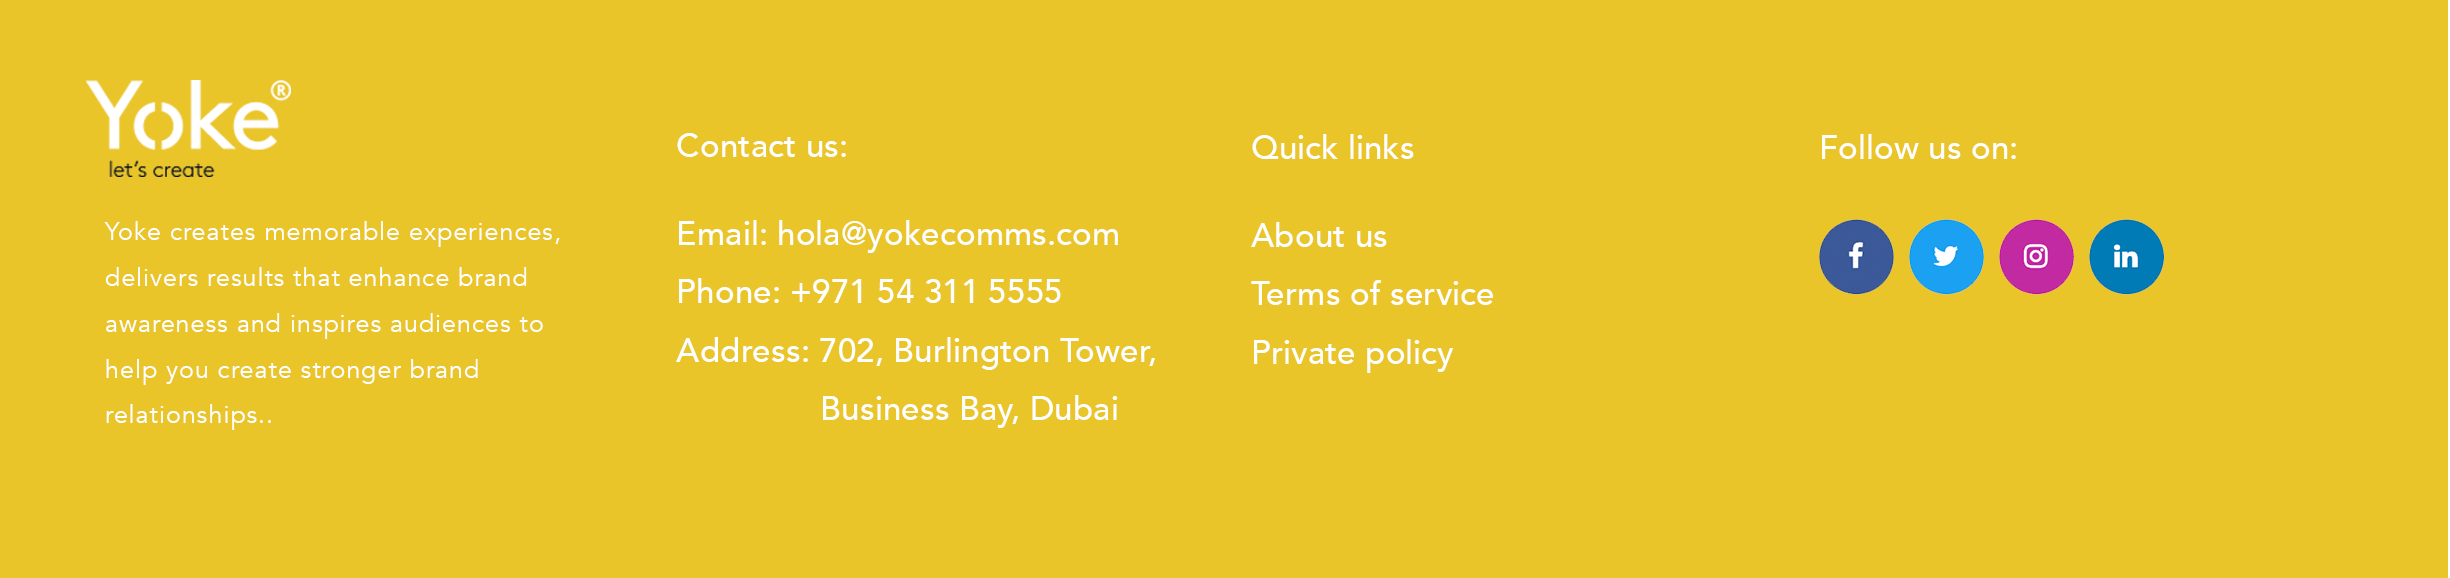 Yoke®
let's create
Yoke creates memorable experiences,
delivers results that enhance brand
awareness and inspires audiences to
help you create stronger brand
relationships..
Contact us:
Email: hola@yokecomms.com
Phone: +971 54 311 5555
Address: 702, Burlington Tower,
Business Bay, Dubai
Quick links
About us
Terms of service
Private policy
Follow us on: